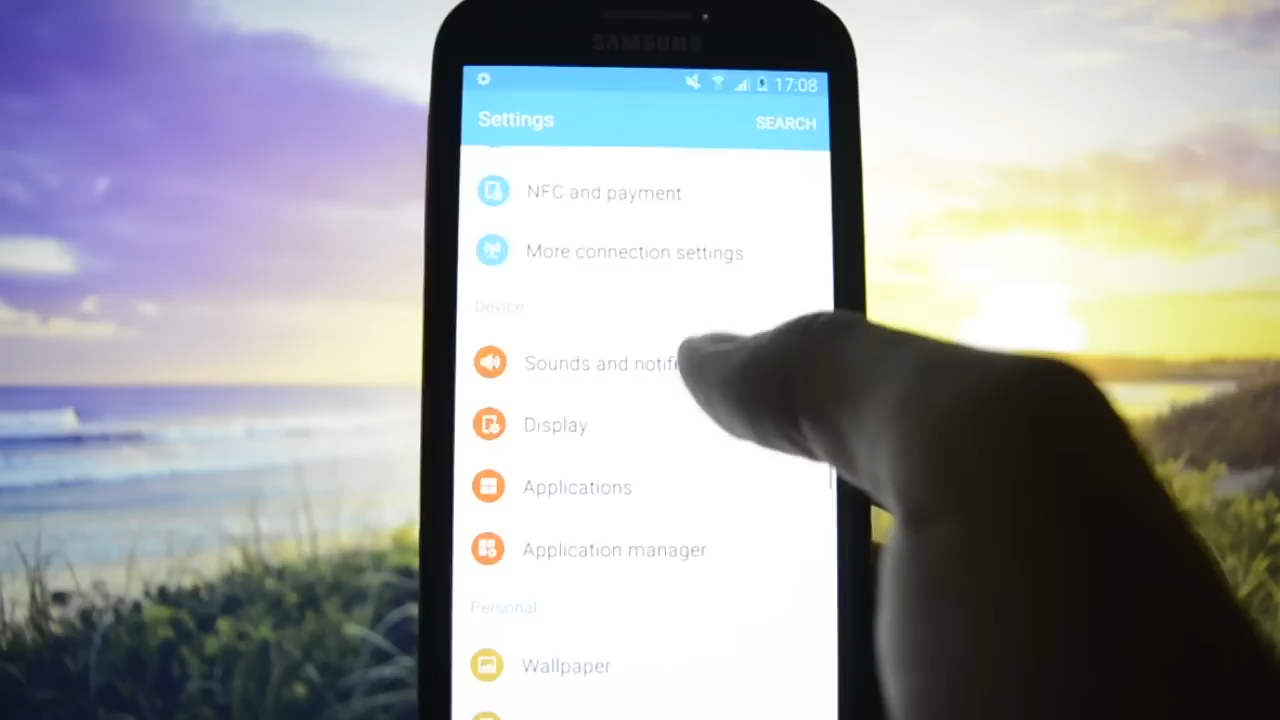 SAMSUNG
17:08
Settings
SEARCH
NFC and payment
More connection settings
Device
Sounds and notif
Display
Applications
Application manager
Personal
Wallpaper